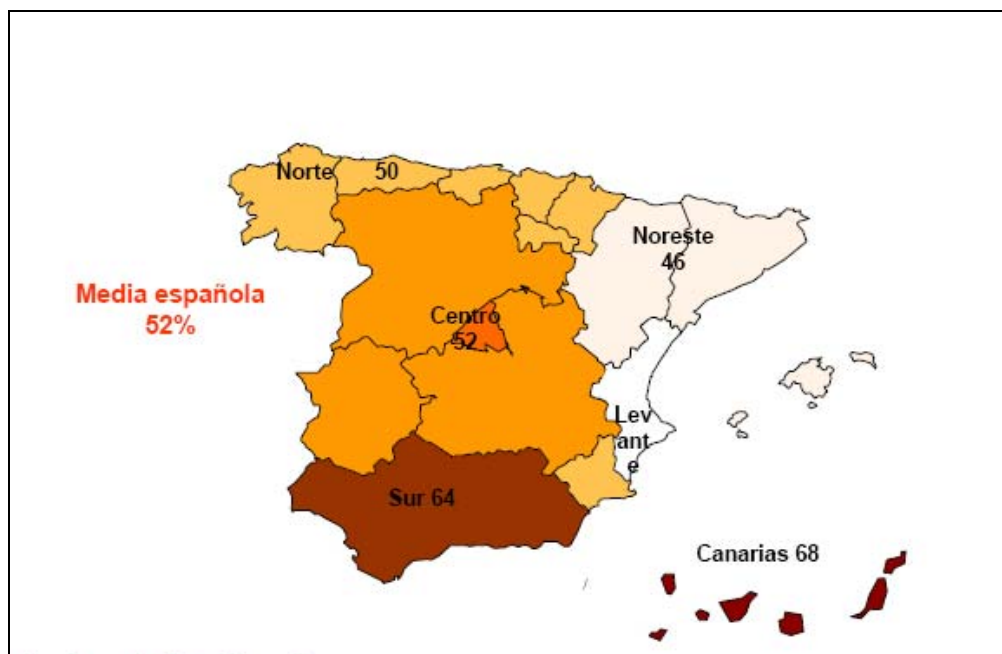 Norte 50
Noreste
46
Media española
52%
Centro
52
Lev
ant
e
Sur 64
Canarias 68